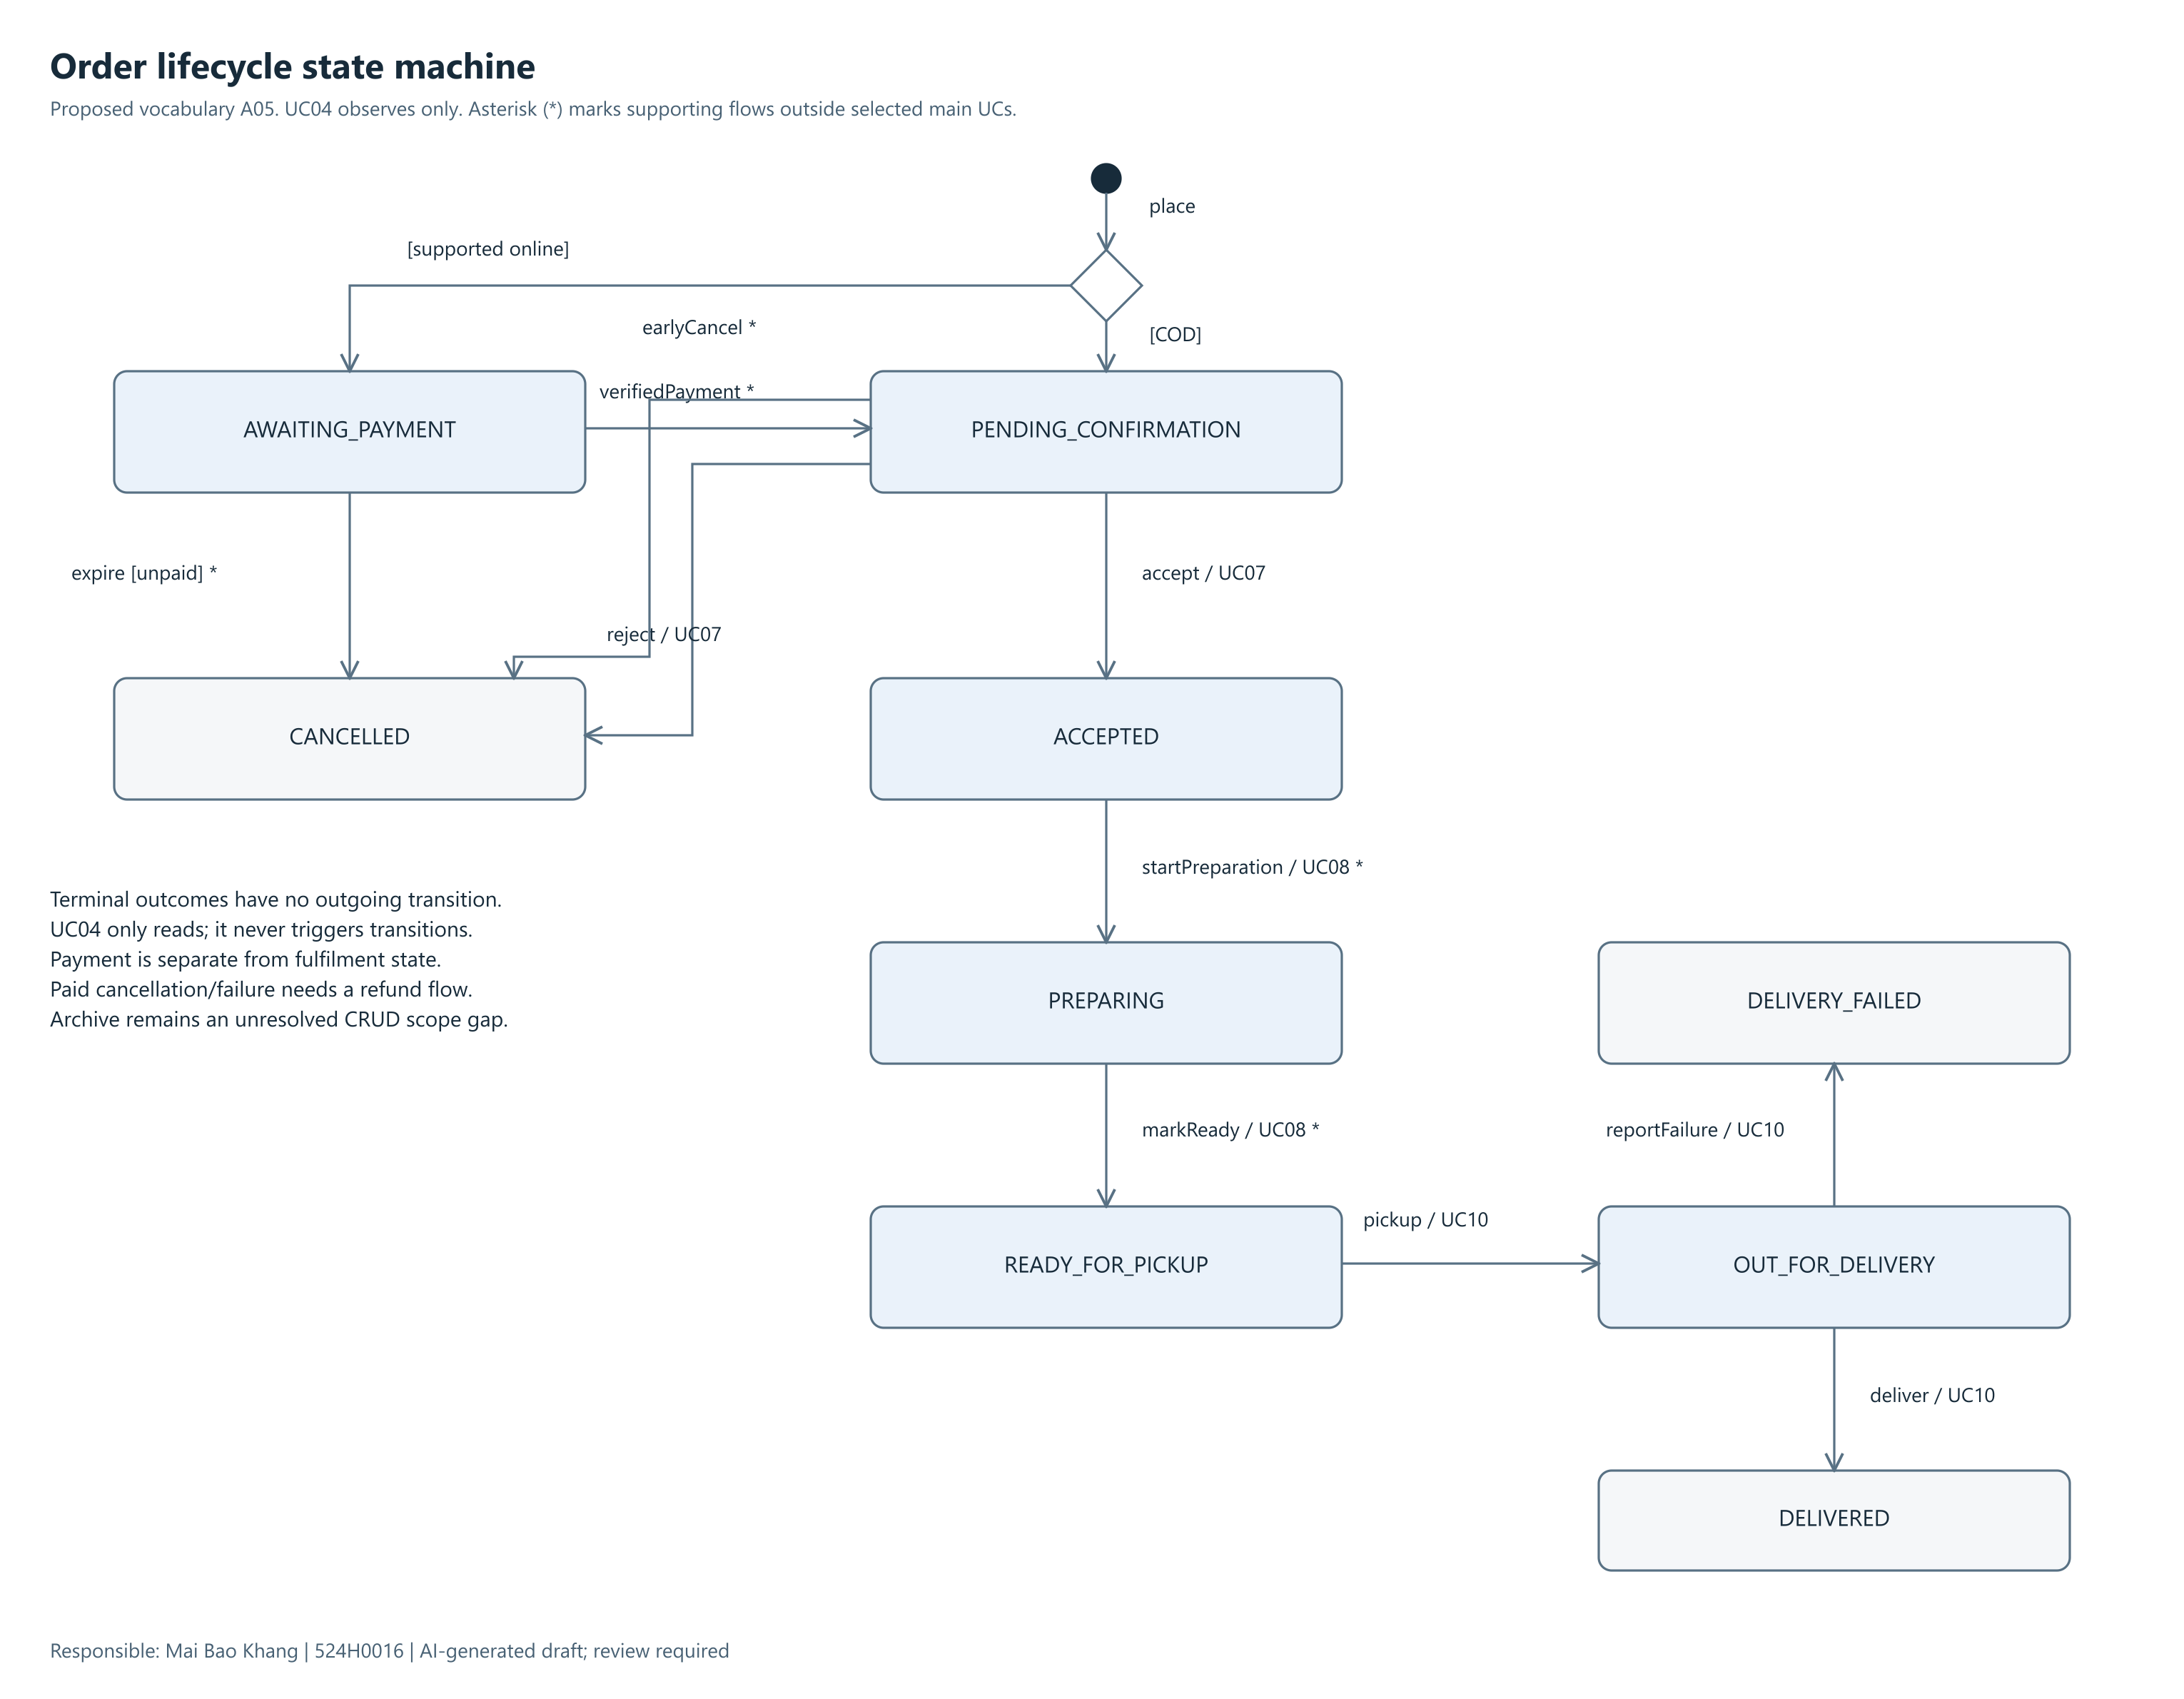 Order lifecycle state machine
Proposed vocabulary A05. UC04 observes only. Asterisk (*) marks supporting flows outside selected main UCs.
place
[supported online]
earlyCancel *
[COD]
verifiedPayment *
AWAITING_PAYMENT
PENDING_CONFIRMATION
expire [unpaid] *
accept / UC07
reject / UC07
CANCELLED
ACCEPTED
startPreparation / UC08 *
Terminal outcomes have no outgoing transition.
UC04 only reads; it never triggers transitions.
Payment is separate from fulfilment state.
Paid cancellation/failure needs a refund flow.
Archive remains an unresolved CRUD scope gap.
PREPARING
DELIVERY_FAILED
markReady / UC08 *
reportFailure / UC10
pickup / UC10
READY_FOR_PICKUP
OUT_FOR_DELIVERY
deliver / UC10
DELIVERED
Responsible: Mai Bao Khang | 524H0016 | AI-generated draft; review required